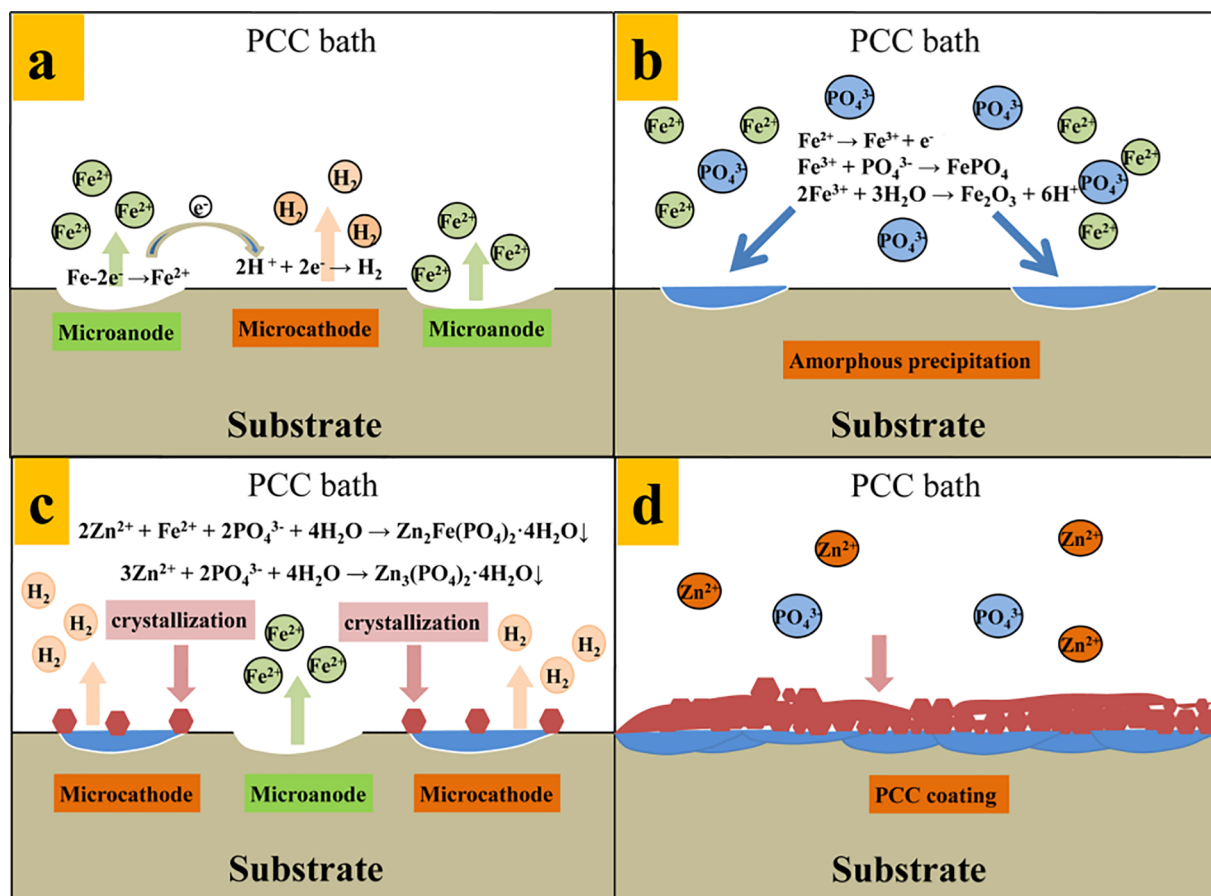 a
PCC bath
Fe²⁺
Fe²⁺
Fe²⁺
e⁻
H₂
H₂
H₂
Fe²⁺
Fe²⁺
Fe²⁺
Fe-2e⁻→Fe²⁺
2H⁺ + 2e⁻→ H₂
Microanode
Microcathode
Microanode
Substrate
b
PCC bath
PO₄³⁻
PO₄³⁻
Fe²⁺
Fe²⁺
Fe²⁺
Fe²⁺ → Fe³⁺ + e⁻
Fe³⁺ + PO₄³⁻ → FePO₄
2Fe³⁺ + 3H₂O → Fe₂O₃ + 6H⁺
PO₄³⁻
Fe²⁺
PO₄³⁻
Fe²⁺
Fe²⁺
PO₄³⁻
Amorphous precipitation
Substrate
c
PCC bath
2Zn²⁺ + Fe²⁺ + 2PO₄³⁻ + 4H₂O → Zn₂Fe(PO₄)₂·4H₂O↓
3Zn²⁺ + 2PO₄³⁻ + 4H₂O → Zn₃(PO₄)₂·4H₂O↓
H₂
H₂
H₂
crystallization
Fe²⁺
Fe²⁺
Fe²⁺
crystallization
H₂
H₂
H₂
Microcathode
Microanode
Microcathode
Substrate
d
PCC bath
Zn²⁺
Zn²⁺
Zn²⁺
PO₄³⁻
PO₄³⁻
Zn²⁺
PCC coating
Substrate